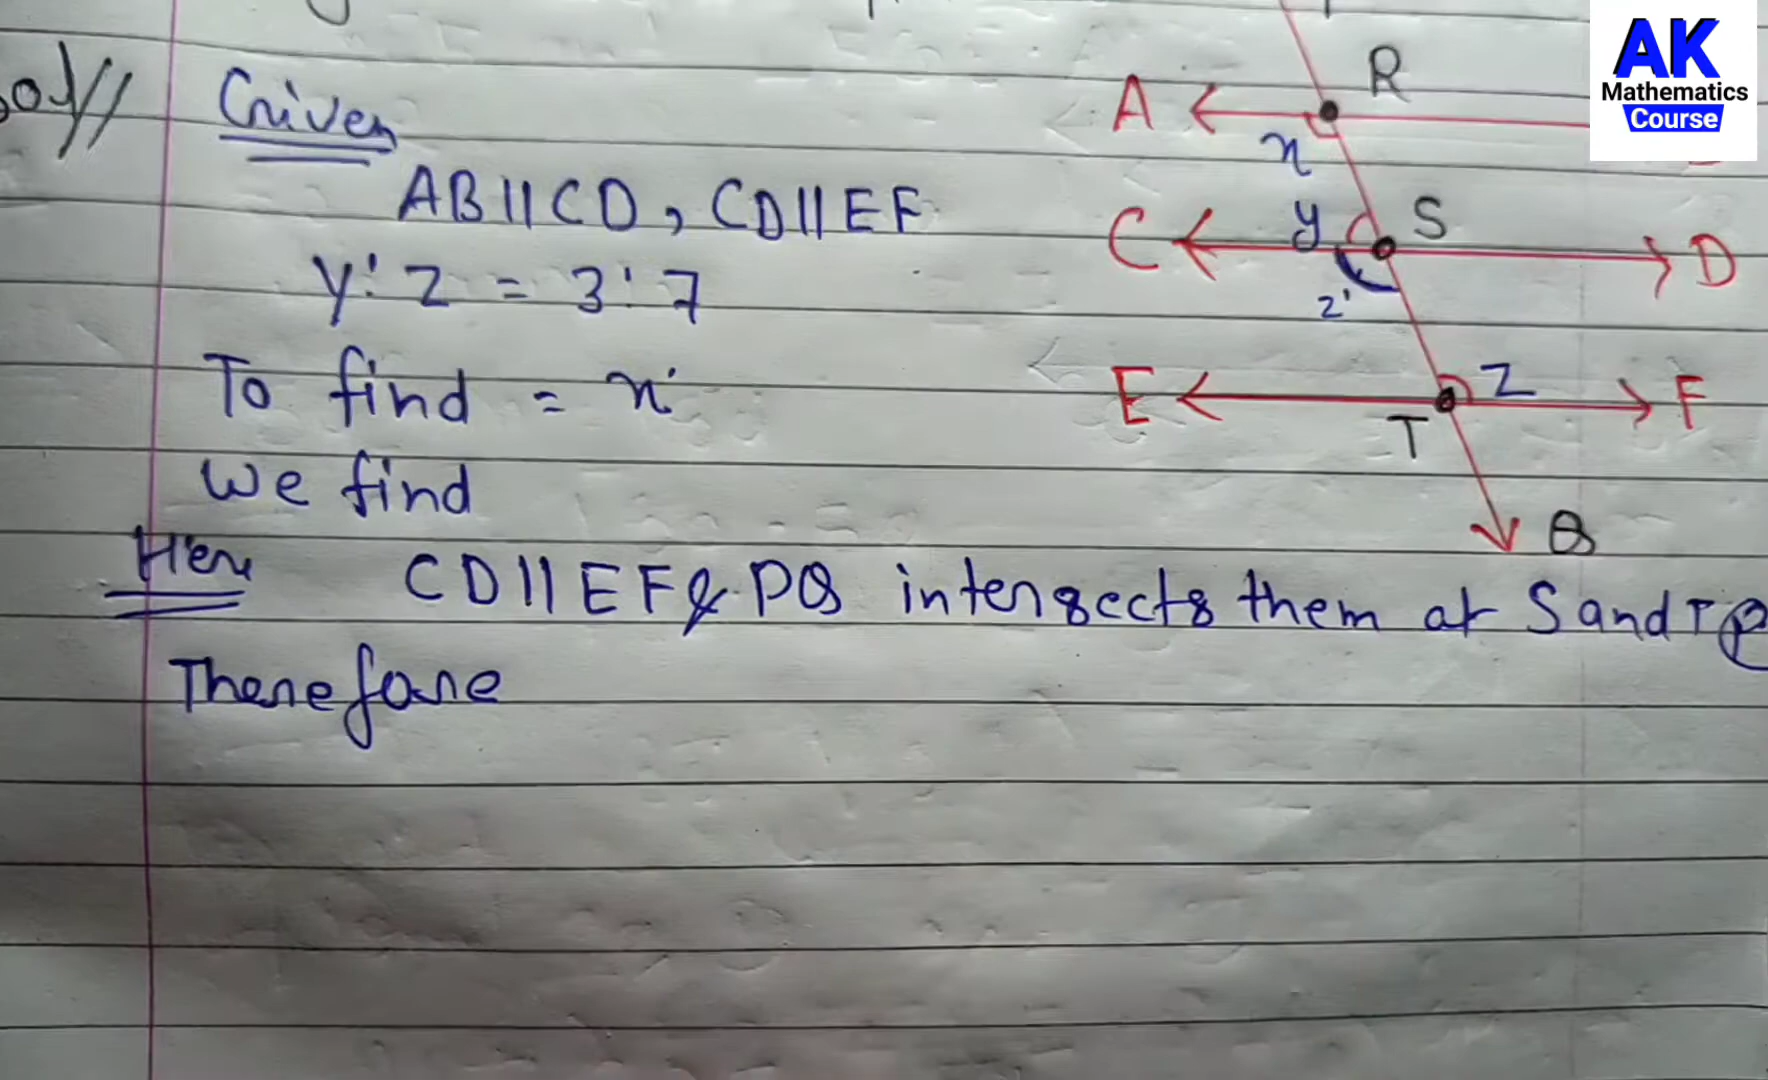 Sol//
Given
AB||CD, CD||EF
y:z = 3:7
To find = x
We find
Here CD||EF & PQ intersects them at S and T
Therefore
R
A
x
C y S D
z'
E z F
T
Q
AK
Mathematics
Course